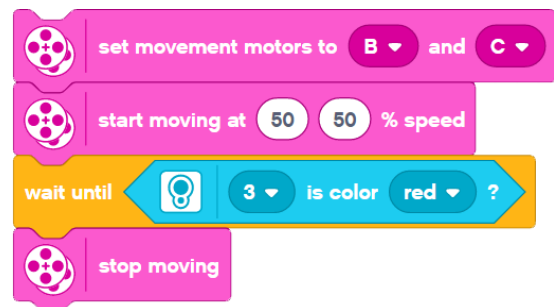 set movement motors to B and C
start moving at 50 50 % speed
wait until 3 is color red ?
stop moving